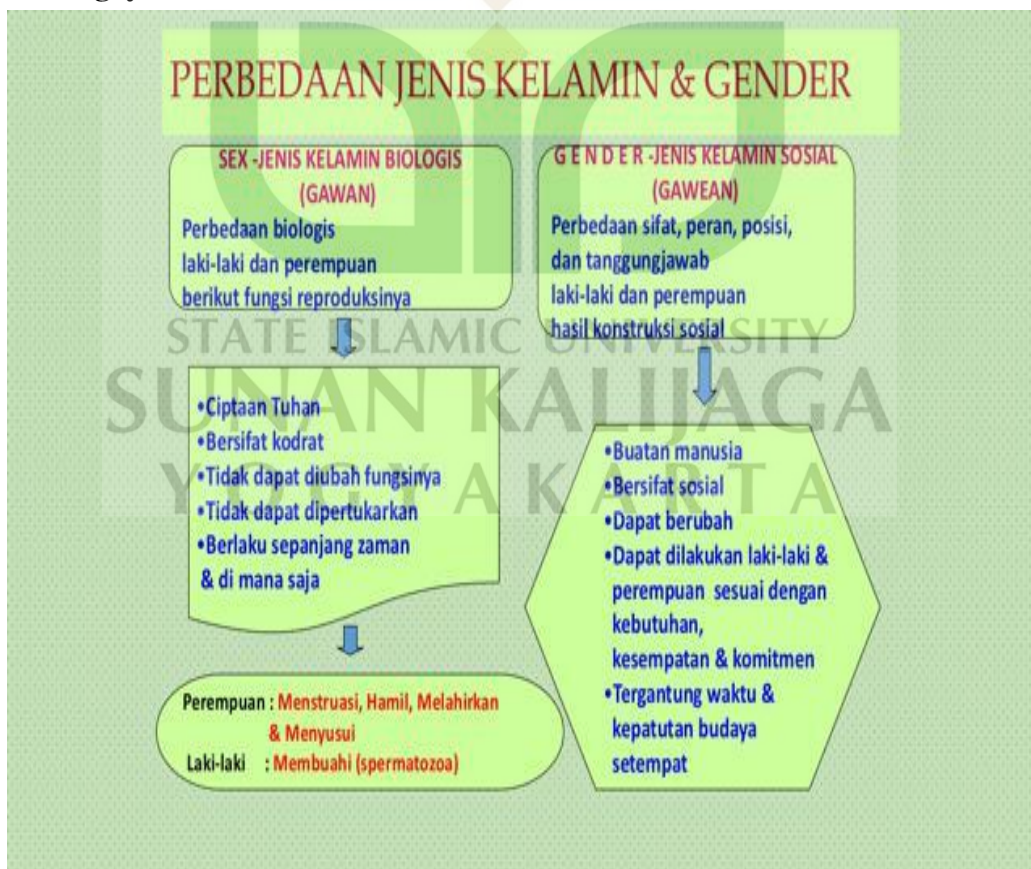 PERBEDAAN JENIS KELAMIN & GENDER
SEX -JENIS KELAMIN BIOLOGIS
(GAWAN)
Perbedaan biologis
laki-laki dan perempuan
berikut fungsi reproduksinya
G E N D E R -JENIS KELAMIN SOSIAL
(GAWEAN)
Perbedaan sifat, peran, posisi,
dan tanggungjawab
laki-laki dan perempuan
hasil konstruksi sosial
STATE ISLAMIC UNIVERSITY
SUNAN KALIJAGA
YOGYAKARTA
•Ciptaan Tuhan
•Bersifat kodrat
•Tidak dapat diubah fungsinya
•Tidak dapat dipertukarkan
•Berlaku sepanjang zaman
& di mana saja
•Buatan manusia
•Bersifat sosial
•Dapat berubah
•Dapat dilakukan laki-laki &
perempuan sesuai dengan
kebutuhan,
kesempatan & komitmen
•Tergantung waktu &
kepatutan budaya
setempat
Perempuan : Menstruasi, Hamil, Melahirkan
& Menyusui
Laki-laki : Membuahi (spermatozoa)